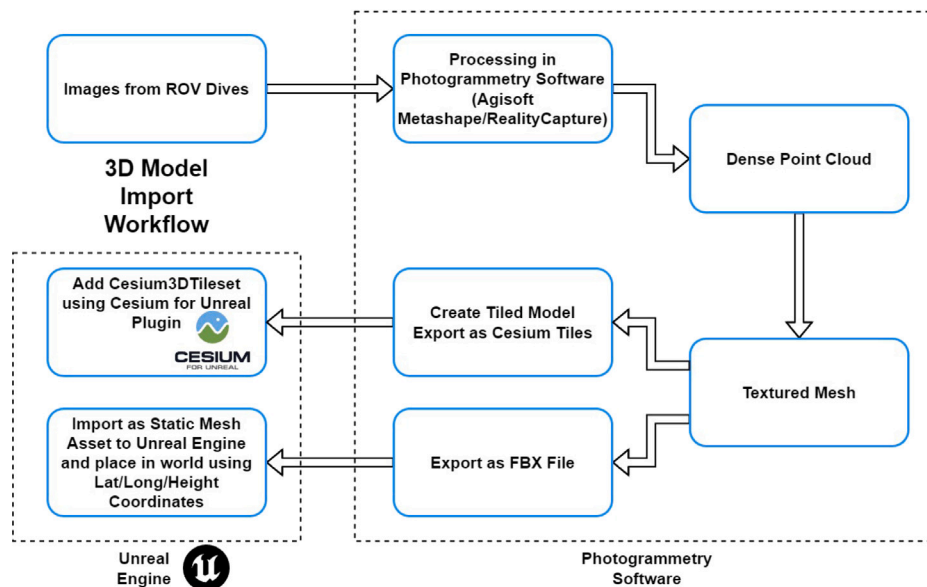 Images from ROV Dives
Processing in
Photogrammetry Software
(Agisoft
Metashape/RealityCapture)
Dense Point Cloud
3D Model
Import
Workflow
Add Cesium3DTileset
using Cesium for Unreal
Plugin
CESIUM
FOR UNREAL
Create Tiled Model
Export as Cesium Tiles
Textured Mesh
Import as Static Mesh
Asset to Unreal Engine
and place in world using
Lat/Long/Height
Coordinates
Export as FBX File
Unreal
Engine
Photogrammetry
Software